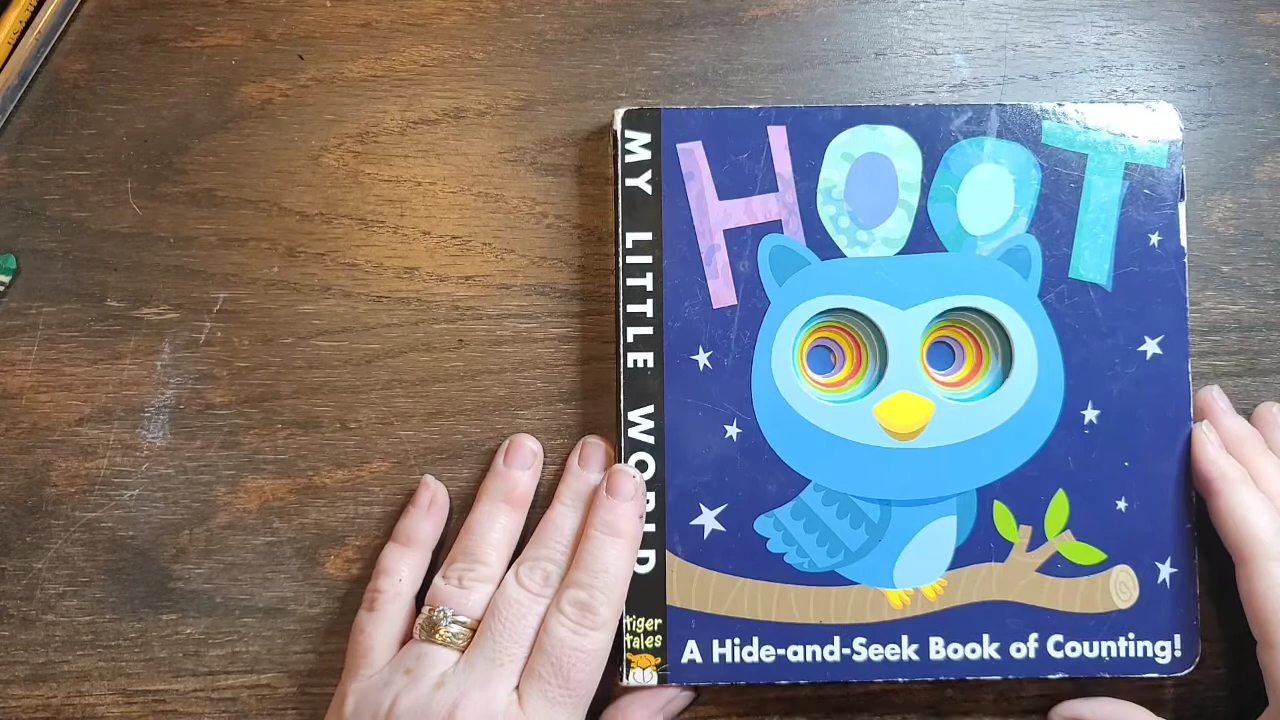 HOOT
MY LITTLE WORLD
tiger
tales
A Hide-and-Seek Book of Counting!